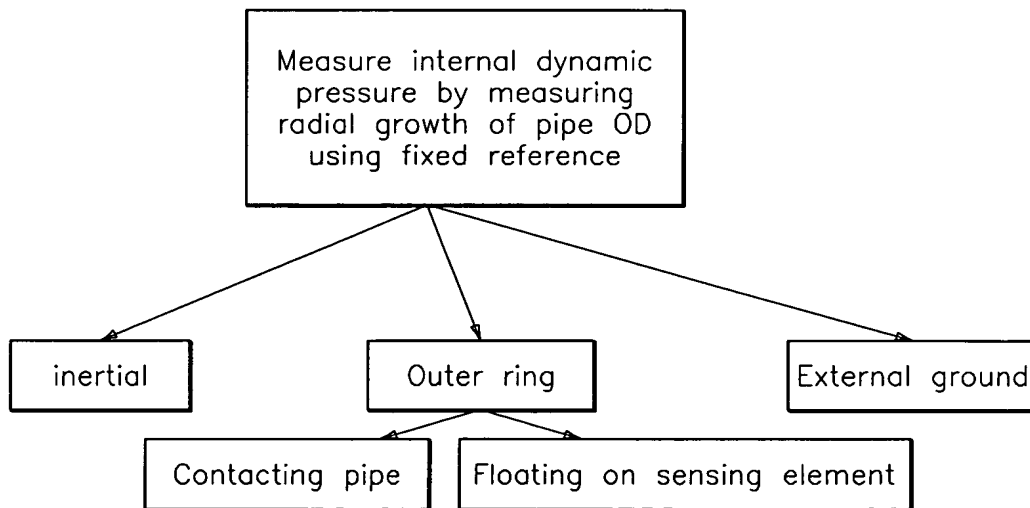 Measure internal dynamic
pressure by measuring
radial growth of pipe OD
using fixed reference
inertial
Outer ring
External ground
Contacting pipe
Floating on sensing element